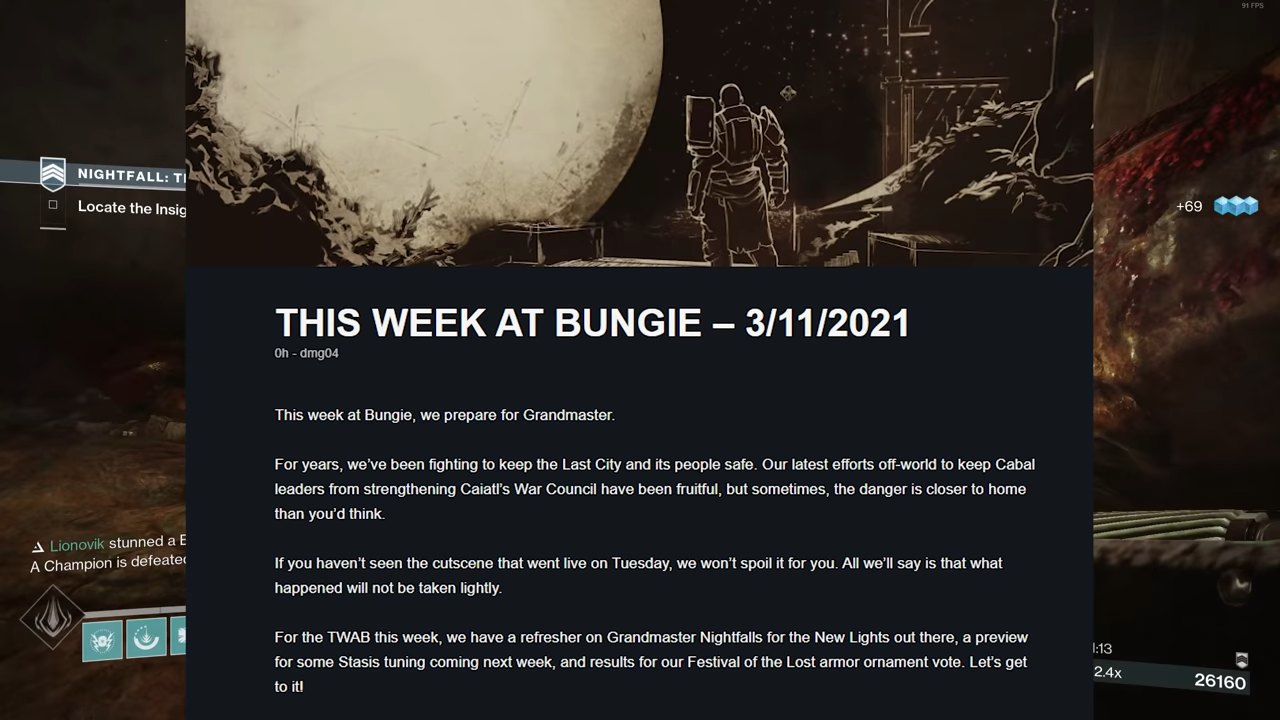 91 FPS
NIGHTFALL:
Locate the
+69
THIS WEEK AT BUNGIE – 3/11/2021
0h - dmg04
This week at Bungie, we prepare for Grandmaster.
For years, we’ve been fighting to keep the Last City and its people safe. Our latest efforts off-world to keep Cabal
leaders from strengthening Caiatl’s War Council have been fruitful, but sometimes, the danger is closer to home
than you’d think.
Lionovik stunned a
A Champion is defeated
If you haven’t seen the cutscene that went live on Tuesday, we won’t spoil it for you. All we’ll say is that what
happened will not be taken lightly.
For the TWAB this week, we have a refresher on Grandmaster Nightfalls for the New Lights out there, a preview
for some Stasis tuning coming next week, and results for our Festival of the Lost armor ornament vote. Let’s get
to it!
:13
2.4x
26160